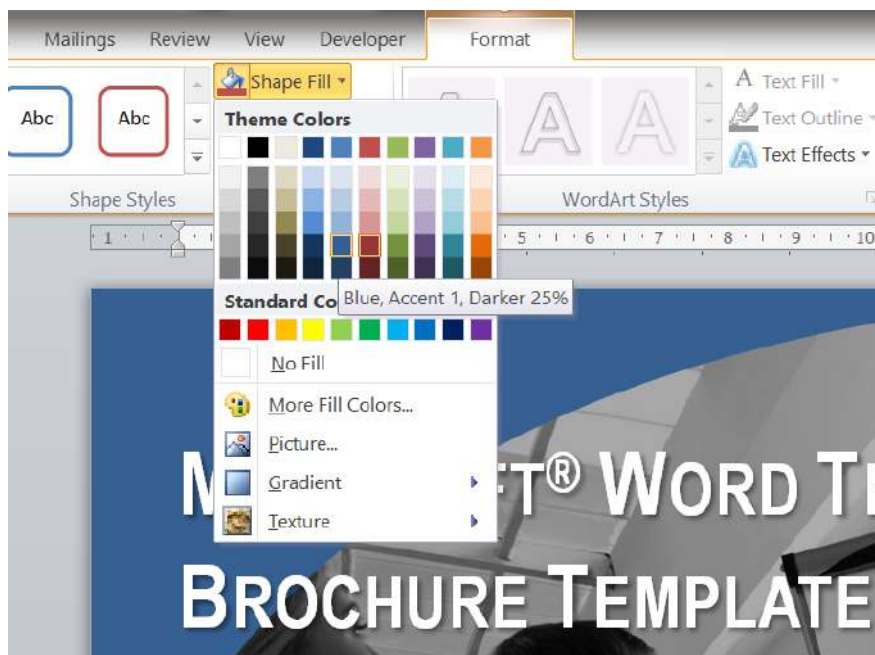 Mailings Review View Developer Format
Abc Abc
Shape Fill
Text Fill
Text Outline
Text Effects
Shape Styles
WordArt Styles
Theme Colors
1 5 6 7 8 9 10
Blue, Accent 1, Darker 25%
Standard Co
No Fill
More Fill Colors...
Picture...
Gradient
Texture
FT® WORD T
BROCHURE TEMPLATE